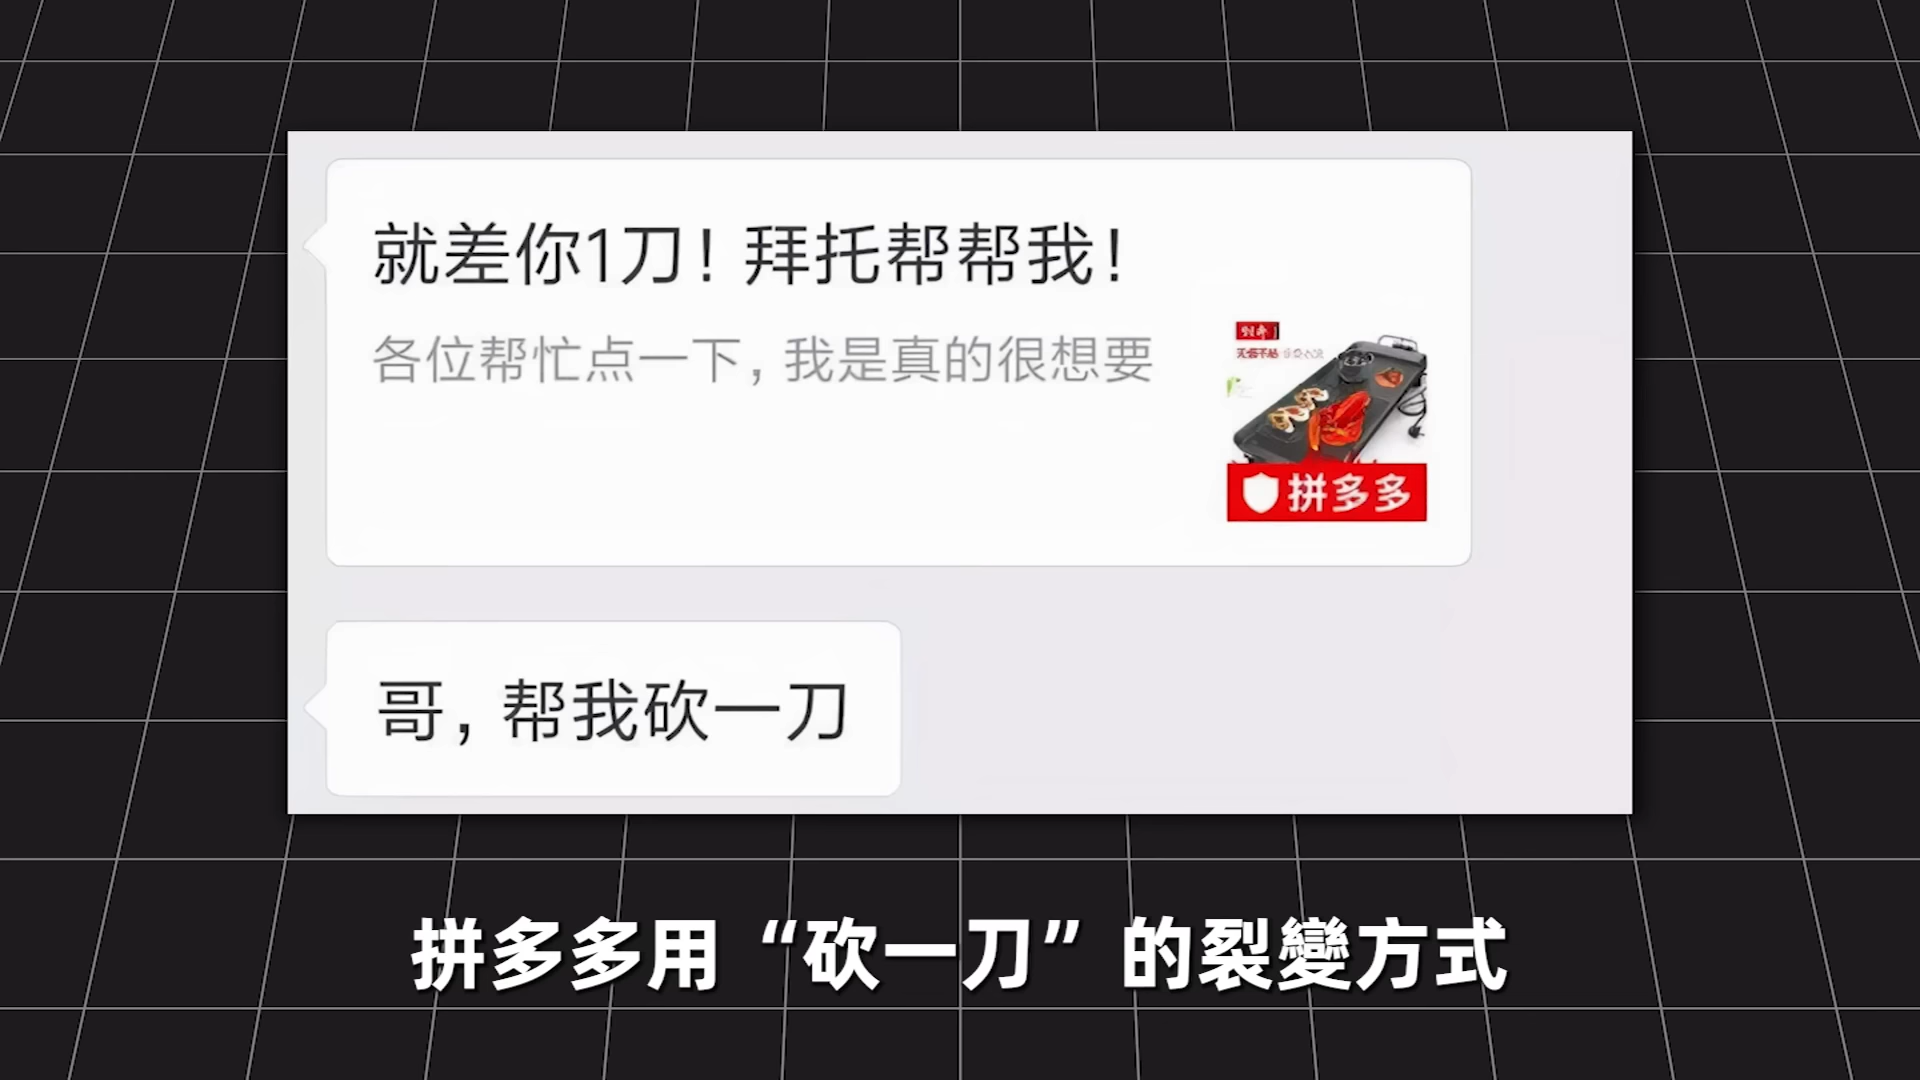 就差你1刀！拜托帮帮我！
各位帮忙点一下，我是真的很想要
拼多多
哥，帮我砍一刀
拼多多用“砍一刀”的裂變方式